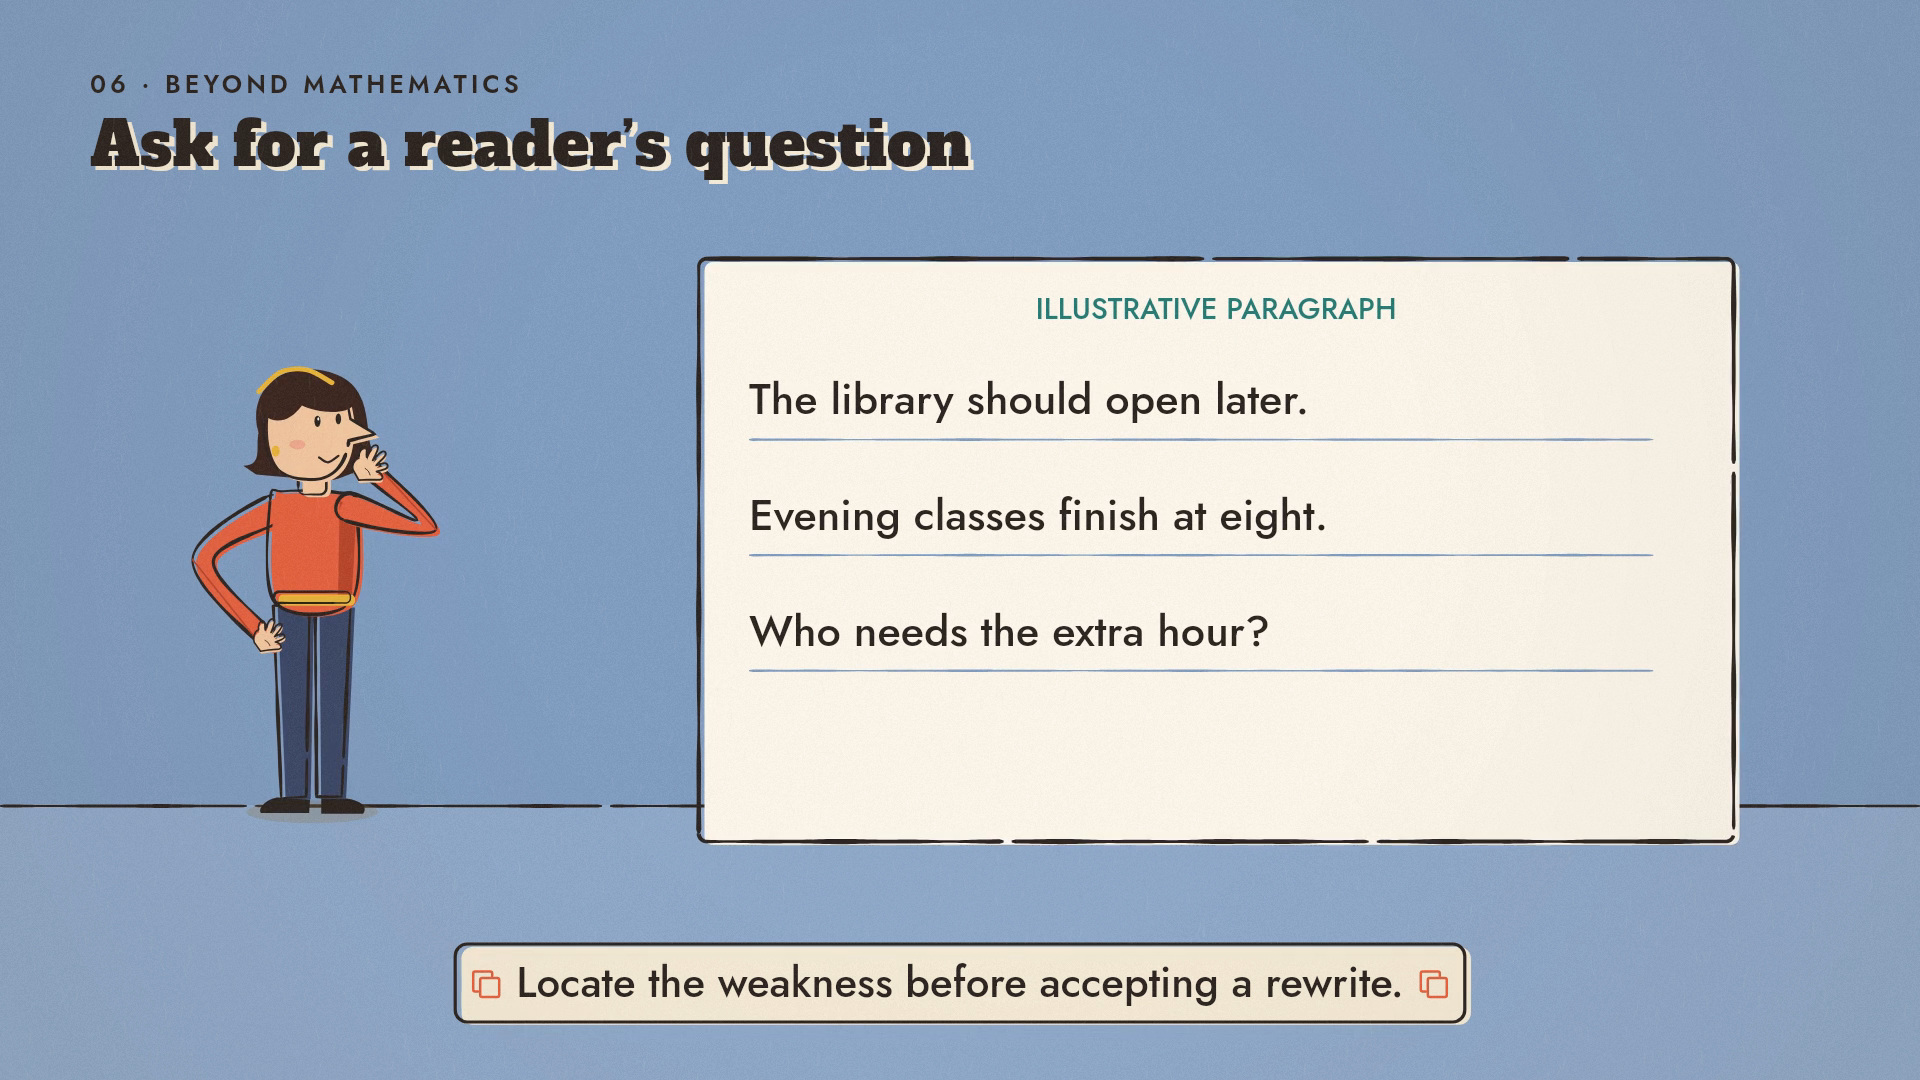 06 · BEYOND MATHEMATICS
Ask for a reader’s question
ILLUSTRATIVE PARAGRAPH
The library should open later.
Evening classes finish at eight.
Who needs the extra hour?
Locate the weakness before accepting a rewrite.